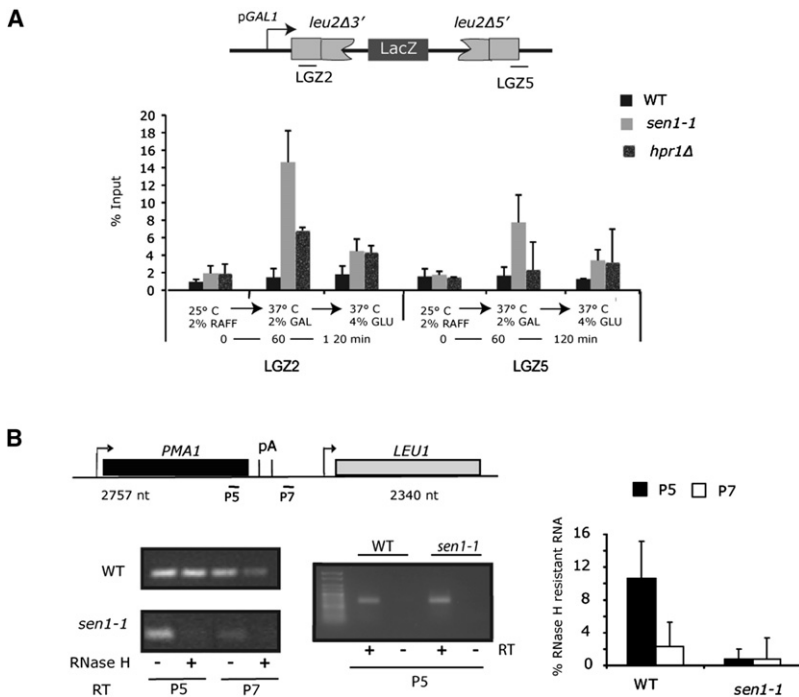 A
pGAL1
leu2Δ3'
leu2Δ5'
LacZ
LGZ2
LGZ5
WT
sen1-1
hpr1Δ
% Input
20
18
16
14
12
10
8
6
4
2
0
25° C 37° C 37° C 25° C 37° C 37° C
2% RAFF 2% GAL 4% GLU 2% RAFF 2% GAL 4% GLU
0 — 60 — 1 20 min 0 — 60 — 120 min
LGZ2 LGZ5
B
PMA1 pA LEU1
2757 nt P5 P7 2340 nt
WT
sen1-1
RNase H - + - +
RT P5 P7
WT sen1-1
+ - + - RT
P5
P5 P7
% RNase H resistant RNA
16
12
8
4
0
WT sen1-1